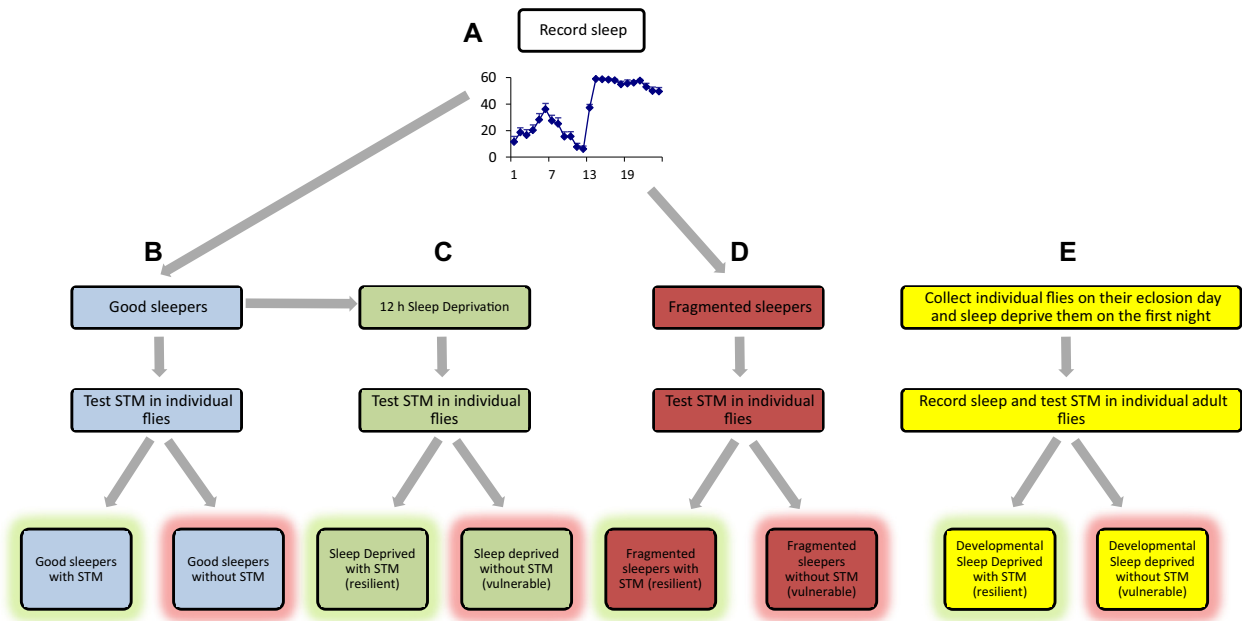 A
Record sleep
60
40
20
0
1 7 13 19
B
C
D
E
Good sleepers
12 h Sleep Deprivation
Fragmented sleepers
Collect individual flies on their eclosion day
and sleep deprive them on the first night
Test STM in individual
flies
Test STM in individual
flies
Test STM in individual
flies
Record sleep and test STM in individual adult
flies
Good sleepers
with STM
Good sleepers
without STM
Sleep Deprived
with STM
(resilient)
Sleep deprived
without STM
(vulnerable)
Fragmented
sleepers with
STM (resilient)
Fragmented
sleepers
without STM
(vulnerable)
Developmental
Sleep Deprived
with STM
(resilient)
Developmental
Sleep deprived
without STM
(vulnerable)